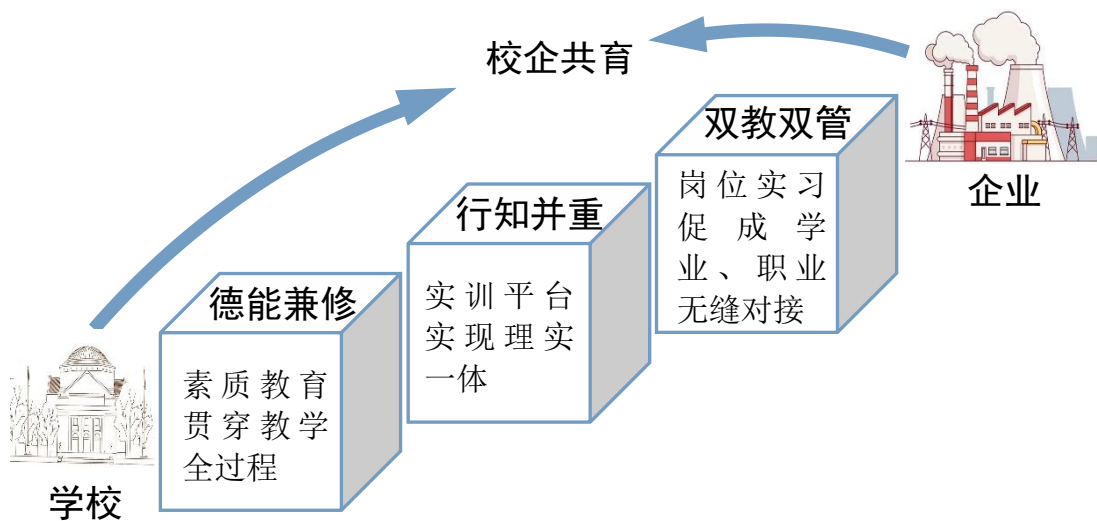 校企共育
双教双管
岗位实习
促成学
业、职业
无缝对接
企业
行知并重
实训平台
实现理实
一体
德能兼修
素质教育
贯穿教学
全过程
学校